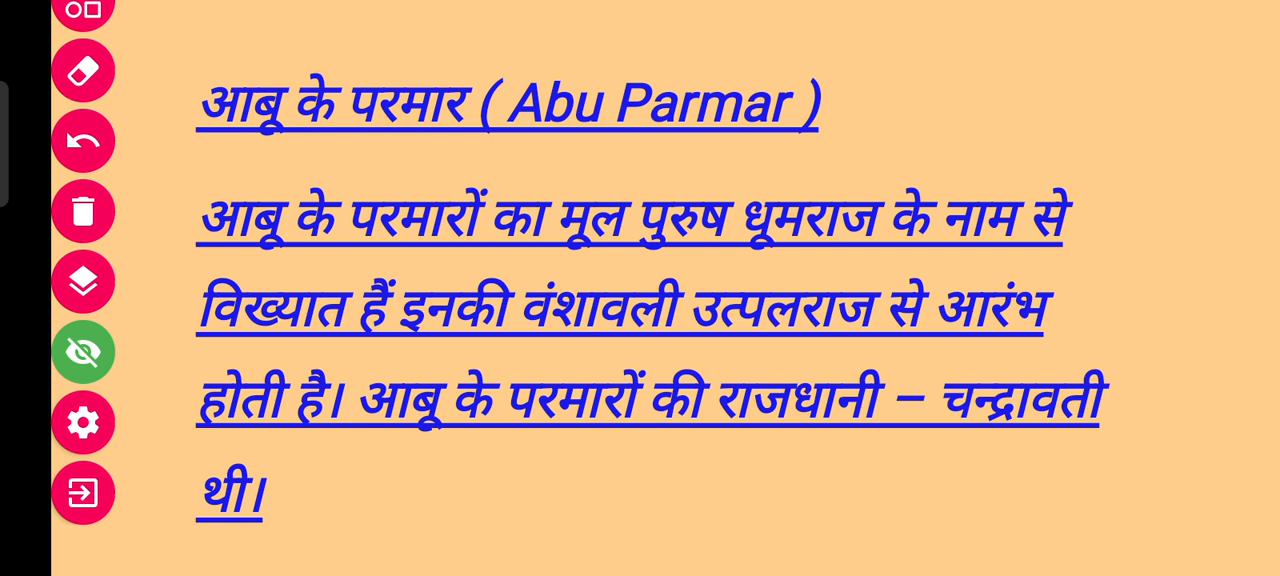 आबू के परमार ( Abu Parmar )
आबू के परमारों का मूल पुरुष धूमराज के नाम से
विख्यात हैं इनकी वंशावली उत्पलराज से आरंभ
होती है। आबू के परमारों की राजधानी – चन्द्रावती
थी।